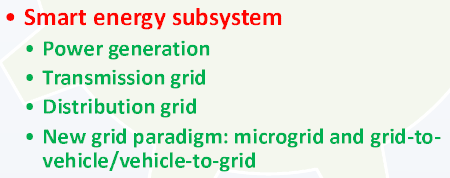 • Smart energy subsystem
• Power generation
• Transmission grid
• Distribution grid
• New grid paradigm: microgrid and grid-to-
vehicle/vehicle-to-grid